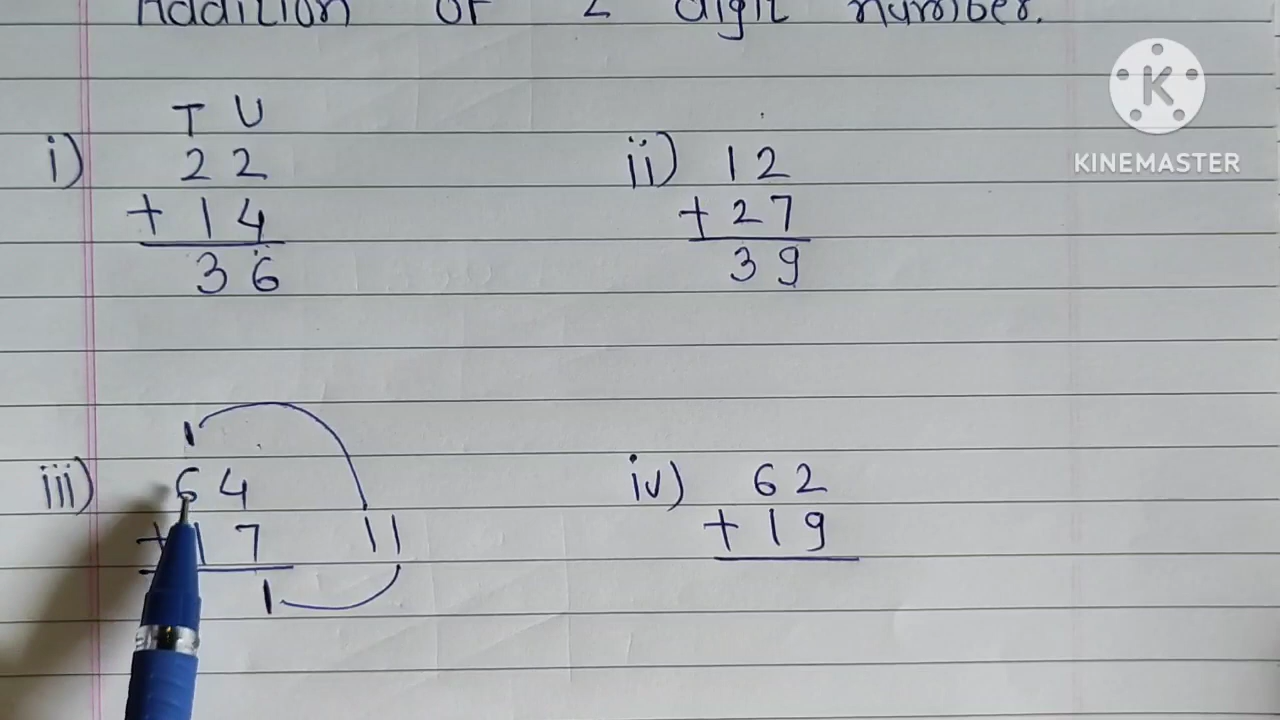 Addition of 2 digit number.
T U
i) 22
+ 14
36
ii) 12
+ 27
39
1
iii) 64
+ 17 11
1
iv) 62
+ 19
K
KINEMASTER